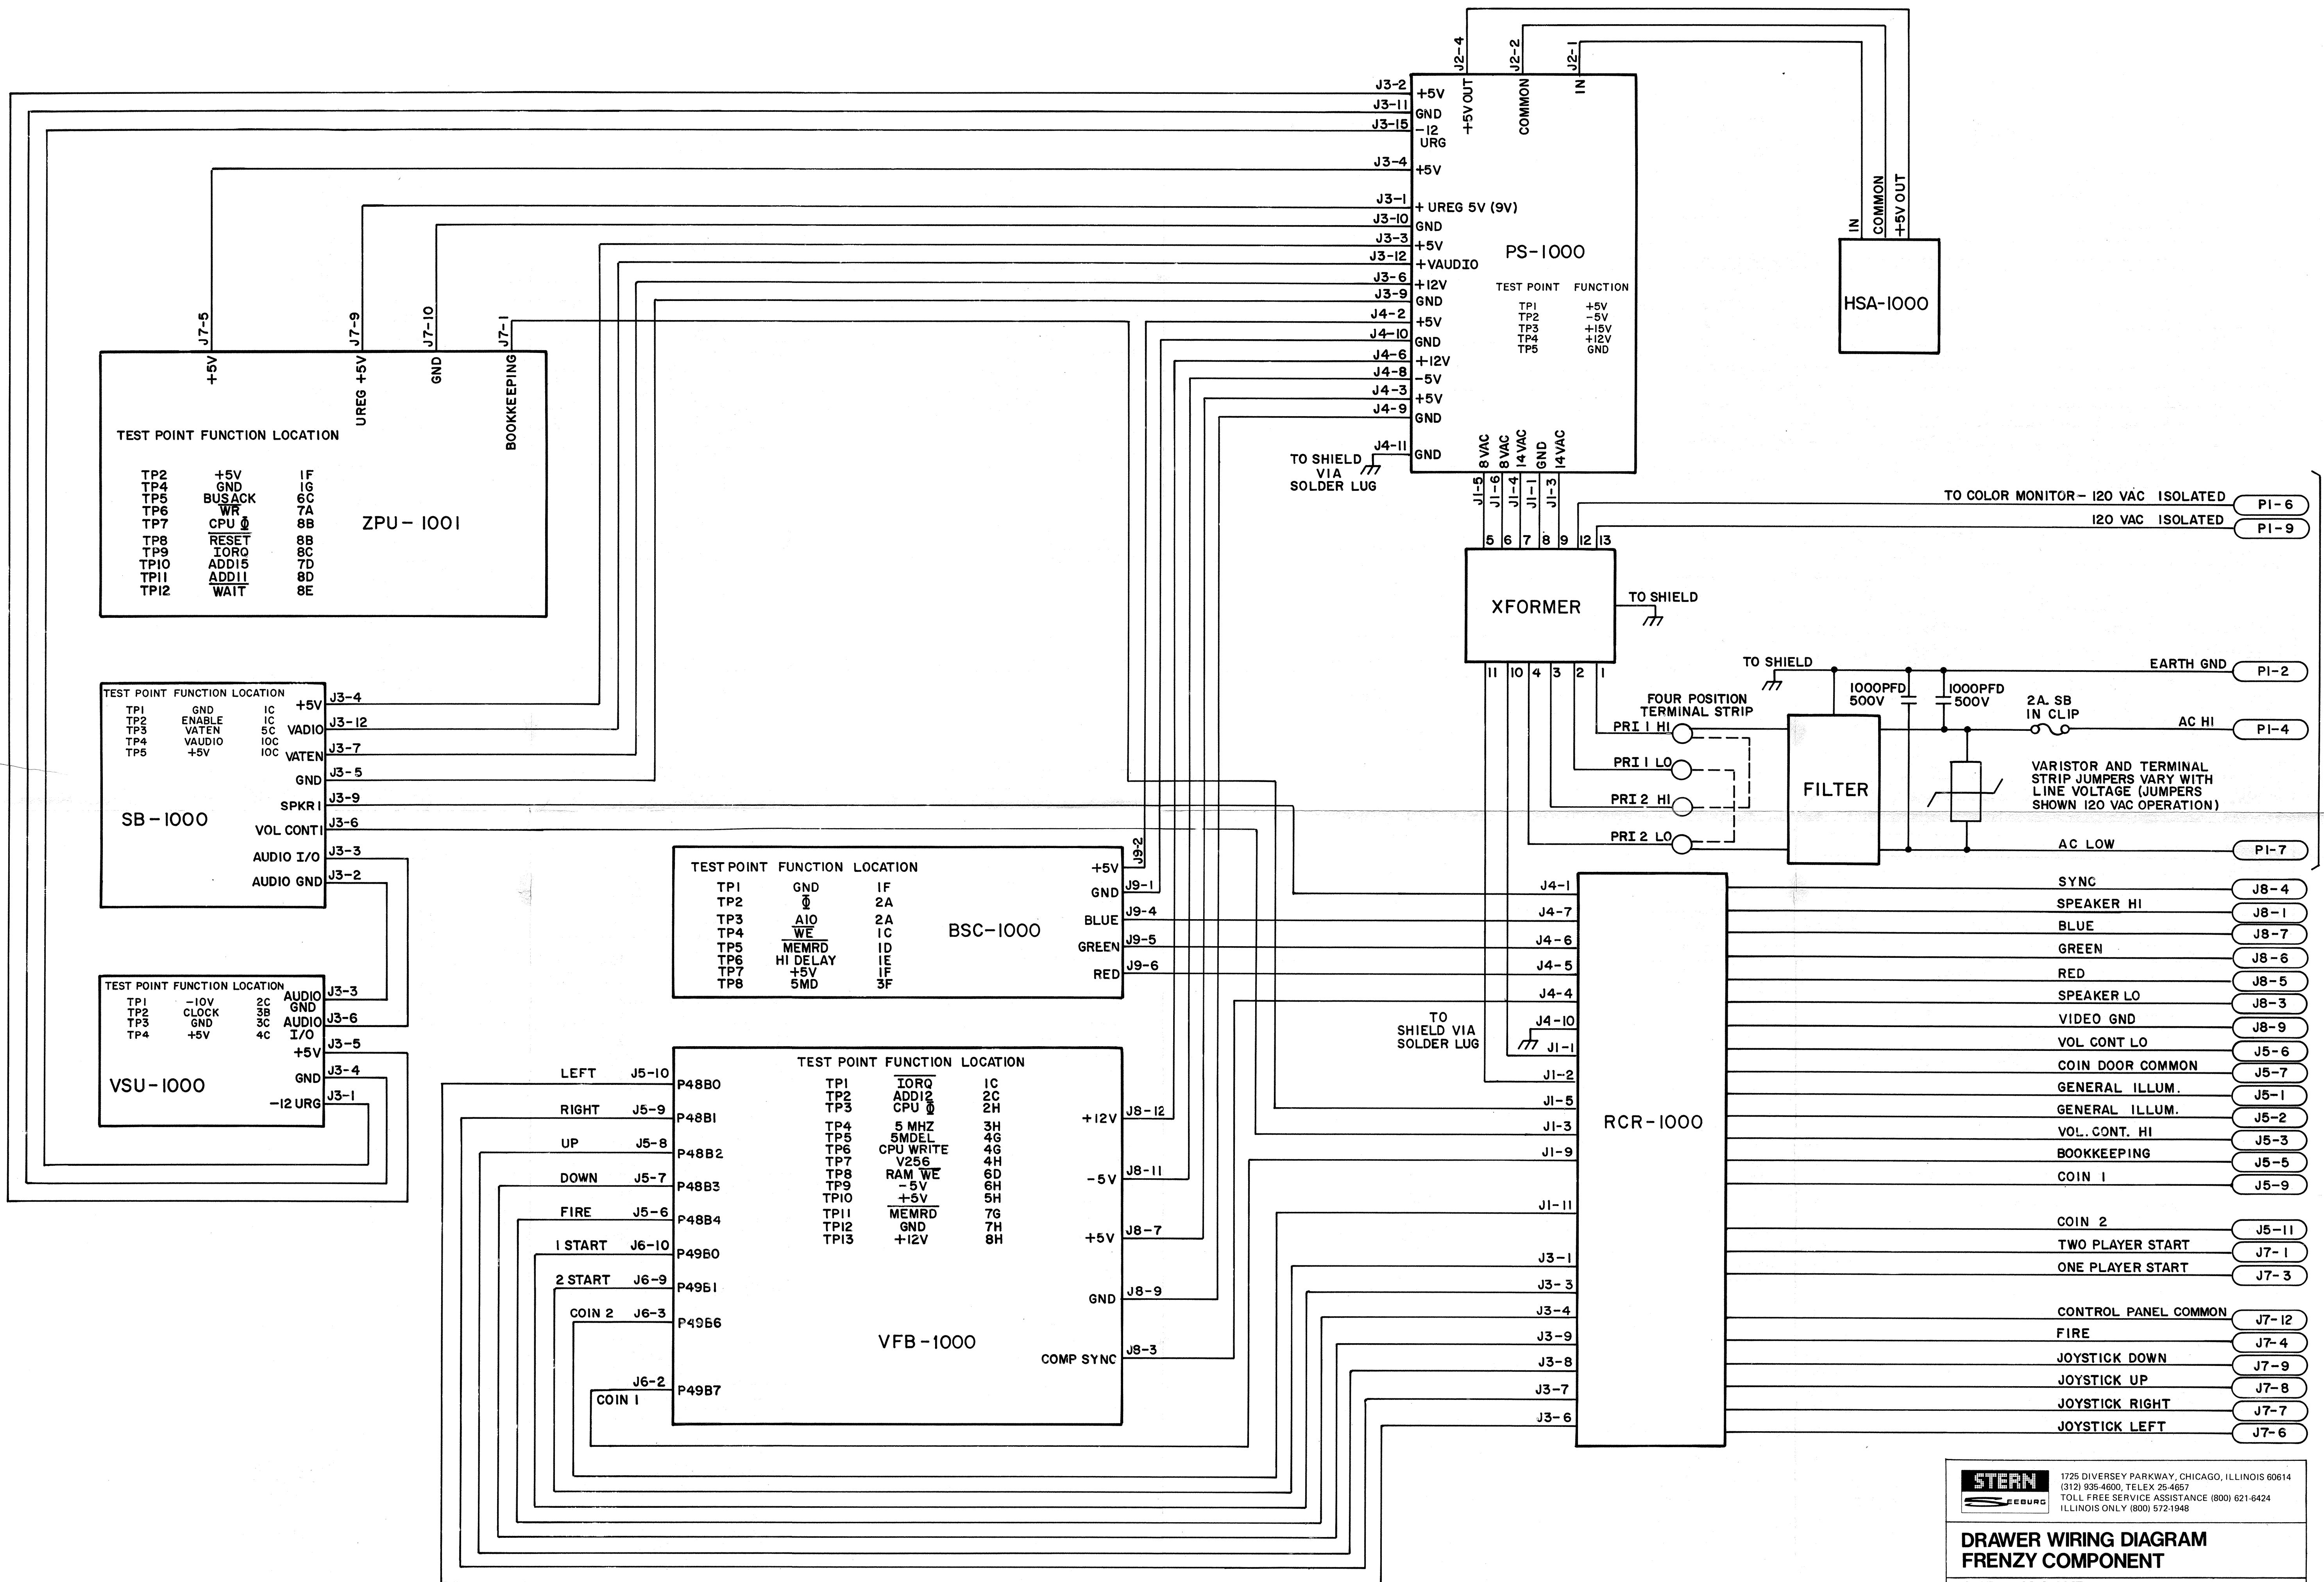 J2-4
J2-2
J2-1
+5V OUT
COMMON
IN
J3-2 +5V
J3-11 GND
J3-15 -12 URG
J3-4 +5V
J3-1 + UREG 5V (9V)
J3-10 GND
J3-3 +5V
J3-12 +VAUDIO
J3-6 +12V
J3-9 GND
J4-2 +5V
J4-10 GND
J4-6 +12V
J4-8 -5V
J4-3 +5V
J4-9 GND
J4-11 GND
TO SHIELD
VIA
SOLDER LUG
PS-1000
TEST POINT FUNCTION
TP1 +5V
TP2 -5V
TP3 +15V
TP4 +12V
TP5 GND
8 VAC
8 VAC
14 VAC
GND
14 VAC
J1-5
J1-6
J1-4
J1-1
J1-3
IN
COMMON
+5V OUT
HSA-1000
J7-5
J7-9
J7-10
J7-1
+5V
UREG +5V
GND
BOOKKEEPING
TEST POINT FUNCTION LOCATION
TP2 +5V 1F
TP4 GND 1G
TP5 BUSACK 6C
TP6 WR 7A
TP7 CPU Φ 8B
TP8 RESET 8B
TP9 IORQ 8C
TP10 ADD15 7D
TP11 ADD11 8D
TP12 WAIT 8E
ZPU-1001
TO COLOR MONITOR-120 VAC ISOLATED P1-6
120 VAC ISOLATED P1-9
5 6 7 8 9 12 13
XFORMER
TO SHIELD
11 10 4 3 2 1
TO SHIELD
EARTH GND P1-2
1000PFD
500V
1000PFD
500V
2A. SB
IN CLIP
AC HI P1-4
FOUR POSITION
TERMINAL STRIP
PRI 1 HI
PRI 1 LO
PRI 2 HI
PRI 2 LO
FILTER
VARISTOR AND TERMINAL
STRIP JUMPERS VARY WITH
LINE VOLTAGE (JUMPERS
SHOWN 120 VAC OPERATION)
AC LOW P1-7
TEST POINT FUNCTION LOCATION
TP1 GND 1C
TP2 ENABLE 1C
TP3 VATEN 5C
TP4 VAUDIO 10C
TP5 +5V 10C
SB-1000
+5V J3-4
VADIO J3-12
VATEN J3-7
GND J3-5
SPKR 1 J3-9
VOL CONT1 J3-6
AUDIO I/O J3-3
AUDIO GND J3-2
TEST POINT FUNCTION LOCATION
TP1 -10V 2C
TP2 CLOCK 3B
TP3 GND 3C
TP4 +5V 4C
VSU-1000
AUDIO GND J3-3
AUDIO I/O J3-6
+5V J3-5
GND J3-4
-12 URG J3-1
TEST POINT FUNCTION LOCATION
TP1 GND 1F
TP2 Φ 2A
TP3 A10 2A
TP4 WE 1C
TP5 MEMRD 1D
TP6 HI DELAY 1E
TP7 +5V 1F
TP8 5MD 3F
BSC-1000
+5V J9-2
GND J9-1
BLUE J9-4
GREEN J9-5
RED J9-6
LEFT J5-10 P48B0
RIGHT J5-9 P48B1
UP J5-8 P48B2
DOWN J5-7 P48B3
FIRE J5-6 P48B4
1 START J6-10 P49B0
2 START J6-9 P49B1
COIN 2 J6-3 P49B6
J6-2 P49B7
COIN 1
TEST POINT FUNCTION LOCATION
TP1 IORQ 1C
TP2 ADD12 2C
TP3 CPU Φ 2H
TP4 5 MHZ 3H
TP5 5MDEL 4G
TP6 CPU WRITE 4G
TP7 V256 4H
TP8 RAM WE 6D
TP9 -5V 6H
TP10 +5V 5H
TP11 MEMRD 7G
TP12 GND 7H
TP13 +12V 8H
VFB-1000
+12V J8-12
-5V J8-11
+5V J8-7
GND J8-9
COMP SYNC J8-3
J4-1
J4-7
J4-6
J4-5
J4-4
J4-10
TO
SHIELD VIA
SOLDER LUG
J1-1
J1-2
J1-5
J1-3
J1-9
J1-11
J3-1
J3-3
J3-4
J3-9
J3-8
J3-7
J3-6
RCR-1000
SYNC J8-4
SPEAKER HI J8-1
BLUE J8-7
GREEN J8-6
RED J8-5
SPEAKER LO J8-3
VIDEO GND J8-9
VOL CONT LO J5-6
COIN DOOR COMMON J5-7
GENERAL ILLUM. J5-1
GENERAL ILLUM. J5-2
VOL. CONT. HI J5-3
BOOKKEEPING J5-5
COIN 1 J5-9
COIN 2 J5-11
TWO PLAYER START J7-1
ONE PLAYER START J7-3
CONTROL PANEL COMMON J7-12
FIRE J7-4
JOYSTICK DOWN J7-9
JOYSTICK UP J7-8
JOYSTICK RIGHT J7-7
JOYSTICK LEFT J7-6
STERN
SEEBURG
1725 DIVERSEY PARKWAY, CHICAGO, ILLINOIS 60614
(312) 935-4600, TELEX 25-4657
TOLL FREE SERVICE ASSISTANCE (800) 621-6424
ILLINOIS ONLY (800) 572-1948
DRAWER WIRING DIAGRAM
FRENZY COMPONENT